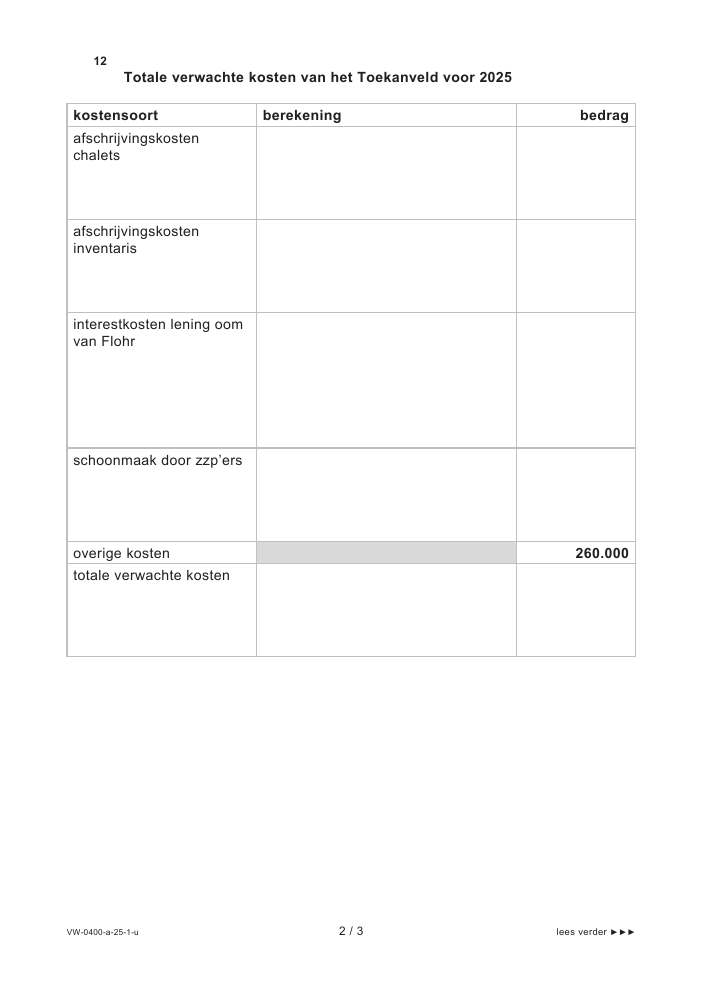 12
Totale verwachte kosten van het Toekanveld voor 2025
kostensoort berekening bedrag
afschrijvingskosten
chalets
afschrijvingskosten
inventaris
interestkosten lening oom
van Flohr
schoonmaak door zzp'ers
overige kosten 260.000
totale verwachte kosten
VW-0400-a-25-1-u 2 / 3 lees verder ►►►